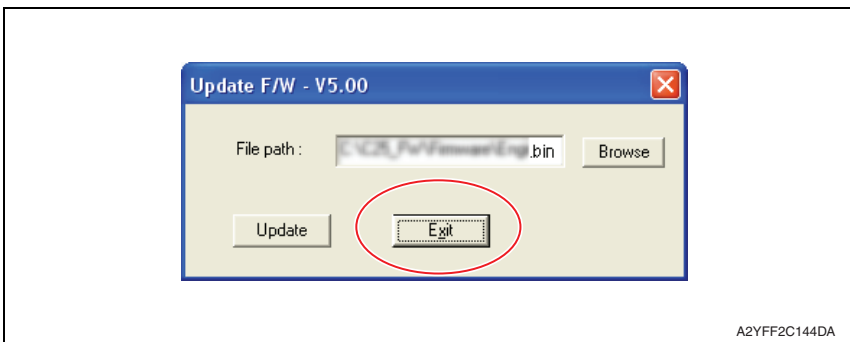 Update F/W - V5.00
File path : .bin Browse
Update Exit
A2YFF2C144DA